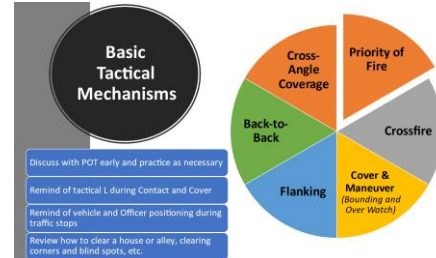 Basic
Tactical
Mechanisms
Discuss with POT early and practice as necessary
Remind of tactical L during Contact and Cover
Remind of vehicle and Officer positioning during
traffic stops
Review how to clear a house or alley, clearing
corners and blind spots, etc.
Cross-
Angle
Coverage
Priority of
Fire
Back-to-
Back
Crossfire
Flanking
Cover &
Maneuver
(Bounding and
Over Watch)